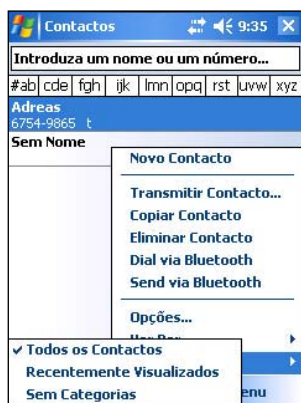 Contactos 9:35
Introduza um nome ou um número...
#ab cde fgh ijk lmn opq rst uvw xyz
Adreas
6754-9865 t
Sem Nome
Novo Contacto
Transmitir Contacto...
Copiar Contacto
Eliminar Contacto
Dial via Bluetooth
Send via Bluetooth
Opções...
Todos os Contactos
Recentemente Visualizados
Sem Categorias
enu